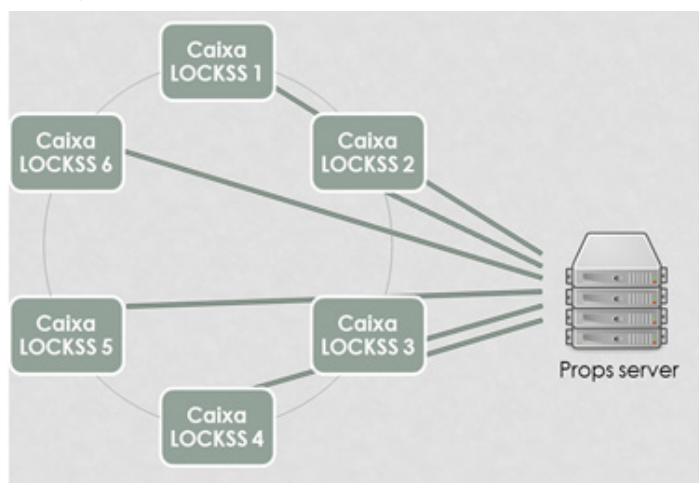 Caixa
LOCKSS 1
Caixa
LOCKSS 2
Caixa
LOCKSS 6
Caixa
LOCKSS 5
Caixa
LOCKSS 3
Caixa
LOCKSS 4
Props server